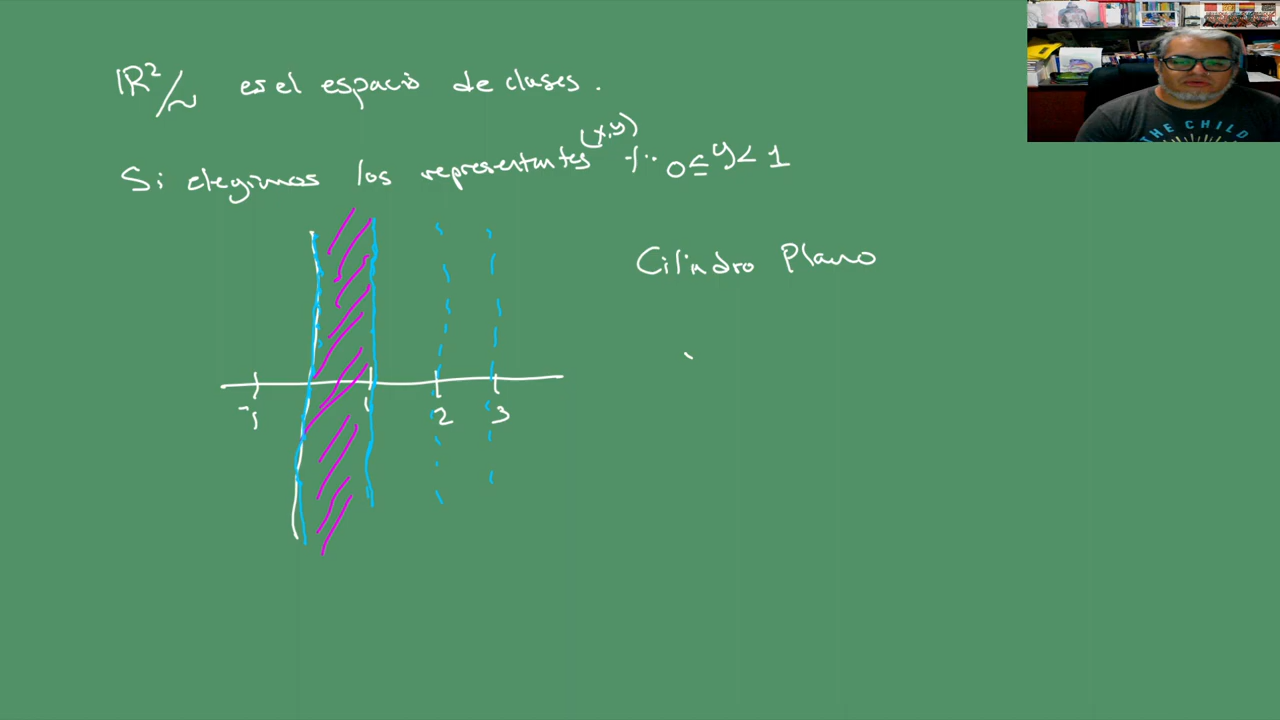 ℝ²/~ es el espacio de clases.
Si elegimos los representantes (x,y) t.. 0≤y<1
Cilindro Plano
-1 1 2 3
THE CHILD